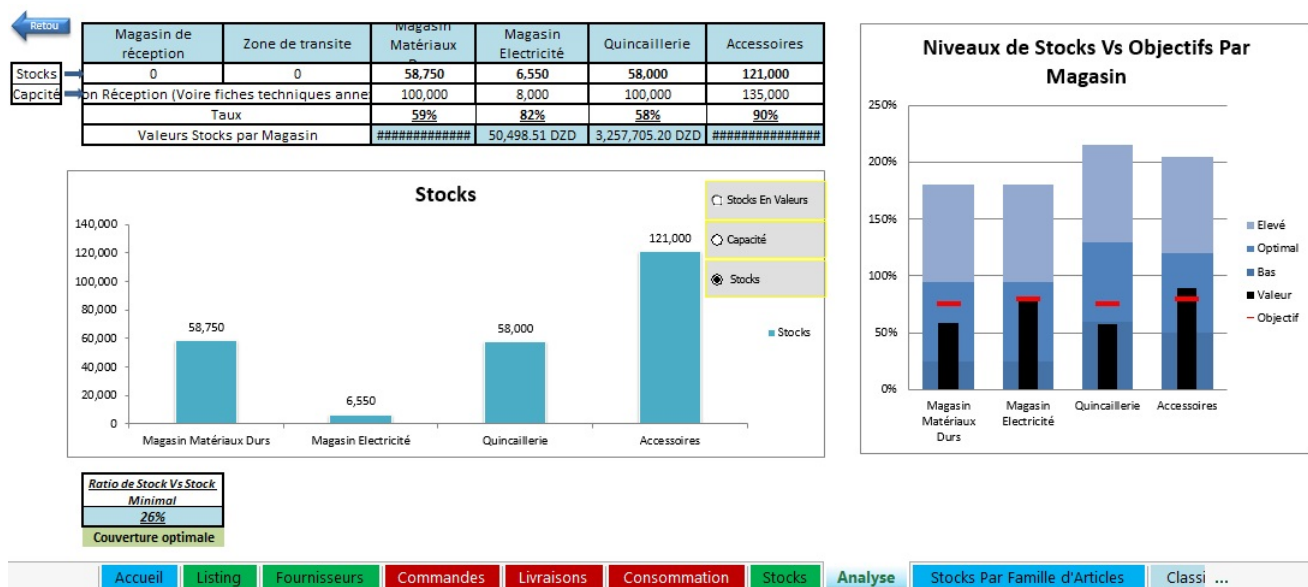 Retou
Magasin de réception
Zone de transite
Magasin Matériaux
Magasin Electricité
Quincaillerie
Accessoires
Stocks
0
0
58,750
6,550
58,000
121,000
Capcité
on Réception (Voire fiches techniques anne
100,000
8,000
100,000
135,000
Taux
59%
82%
58%
90%
Valeurs Stocks par Magasin
#############
50,498.51 DZD
3,257,705.20 DZD
###############
Stocks
Stocks En Valeurs
Capacité
Stocks
140,000
120,000
100,000
80,000
60,000
40,000
20,000
0
58,750
6,550
58,000
121,000
Magasin Matériaux Durs
Magasin Electricité
Quincaillerie
Accessoires
Stocks
Niveaux de Stocks Vs Objectifs Par
Magasin
250%
200%
150%
100%
50%
0%
Magasin
Matériaux
Durs
Magasin
Electricité
Quincaillerie
Accessoires
Elevé
Optimal
Bas
Valeur
Objectif
Ratio de Stock Vs Stock
Minimal
26%
Couverture optimale
Accueil
Listing
Fournisseurs
Commandes
Livraisons
Consommation
Stocks
Analyse
Stocks Par Famille d'Articles
Classi ...